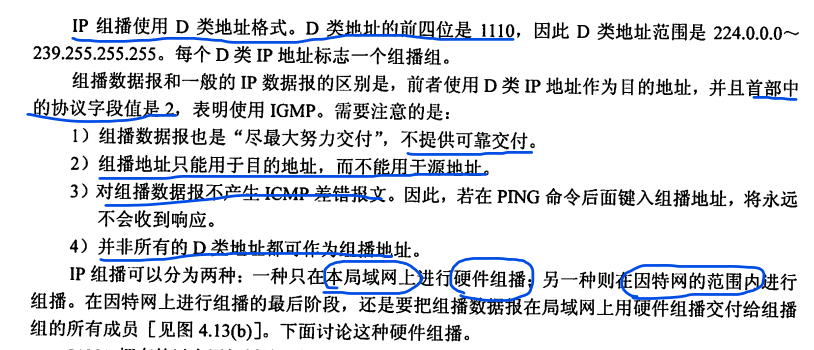 IP 组播使用 D 类地址格式。D 类地址的前四位是 1110，因此 D 类地址范围是 224.0.0.0～
239.255.255.255。每个 D 类 IP 地址标志一个组播组。
组播数据报和一般的 IP 数据报的区别是，前者使用 D 类 IP 地址作为目的地址，并且首部中
的协议字段值是 2，表明使用 IGMP。需要注意的是：
1）组播数据报也是“尽最大努力交付”，不提供可靠交付。
2）组播地址只能用于目的地址，而不能用于源地址。
3）对组播数据报不产生 ICMP 差错报文。因此，若在 PING 命令后面键入组播地址，将永远
不会收到响应。
4）并非所有的 D 类地址都可作为组播地址。
IP 组播可以分为两种：一种只在本局域网上进行硬件组播；另一种则在因特网的范围内进行
组播。在因特网上进行组播的最后阶段，还是要把组播数据报在局域网上用硬件组播交付给组播
组的所有成员［见图 4.13(b)］。下面讨论这种硬件组播。